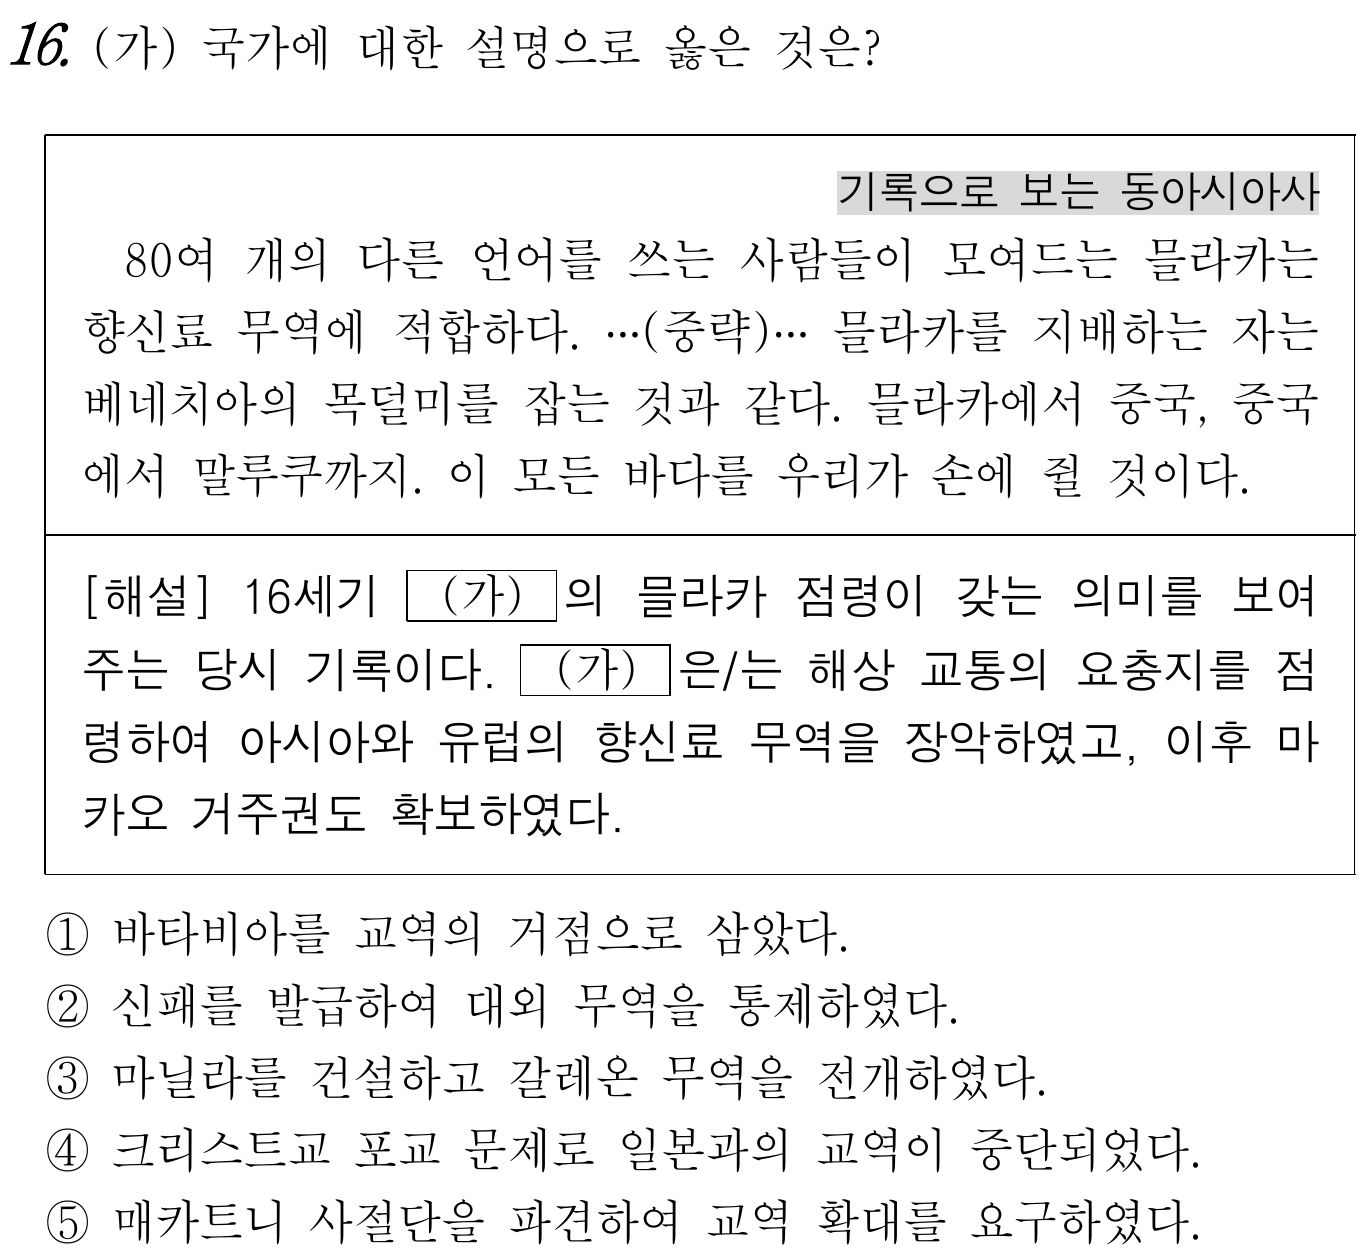 16. (가) 국가에 대한 설명으로 옳은 것은?
기록으로 보는 동아시아사
80여 개의 다른 언어를 쓰는 사람들이 모여드는 믈라카는
향신료 무역에 적합하다. …(중략)… 믈라카를 지배하는 자는
베네치아의 목덜미를 잡는 것과 같다. 믈라카에서 중국, 중국
에서 말루쿠까지. 이 모든 바다를 우리가 손에 쥘 것이다.
[해설] 16세기 (가) 의 믈라카 점령이 갖는 의미를 보여
주는 당시 기록이다. (가) 은/는 해상 교통의 요충지를 점
령하여 아시아와 유럽의 향신료 무역을 장악하였고, 이후 마
카오 거주권도 확보하였다.
① 바타비아를 교역의 거점으로 삼았다.
② 신패를 발급하여 대외 무역을 통제하였다.
③ 마닐라를 건설하고 갈레온 무역을 전개하였다.
④ 크리스트교 포교 문제로 일본과의 교역이 중단되었다.
⑤ 매카트니 사절단을 파견하여 교역 확대를 요구하였다.